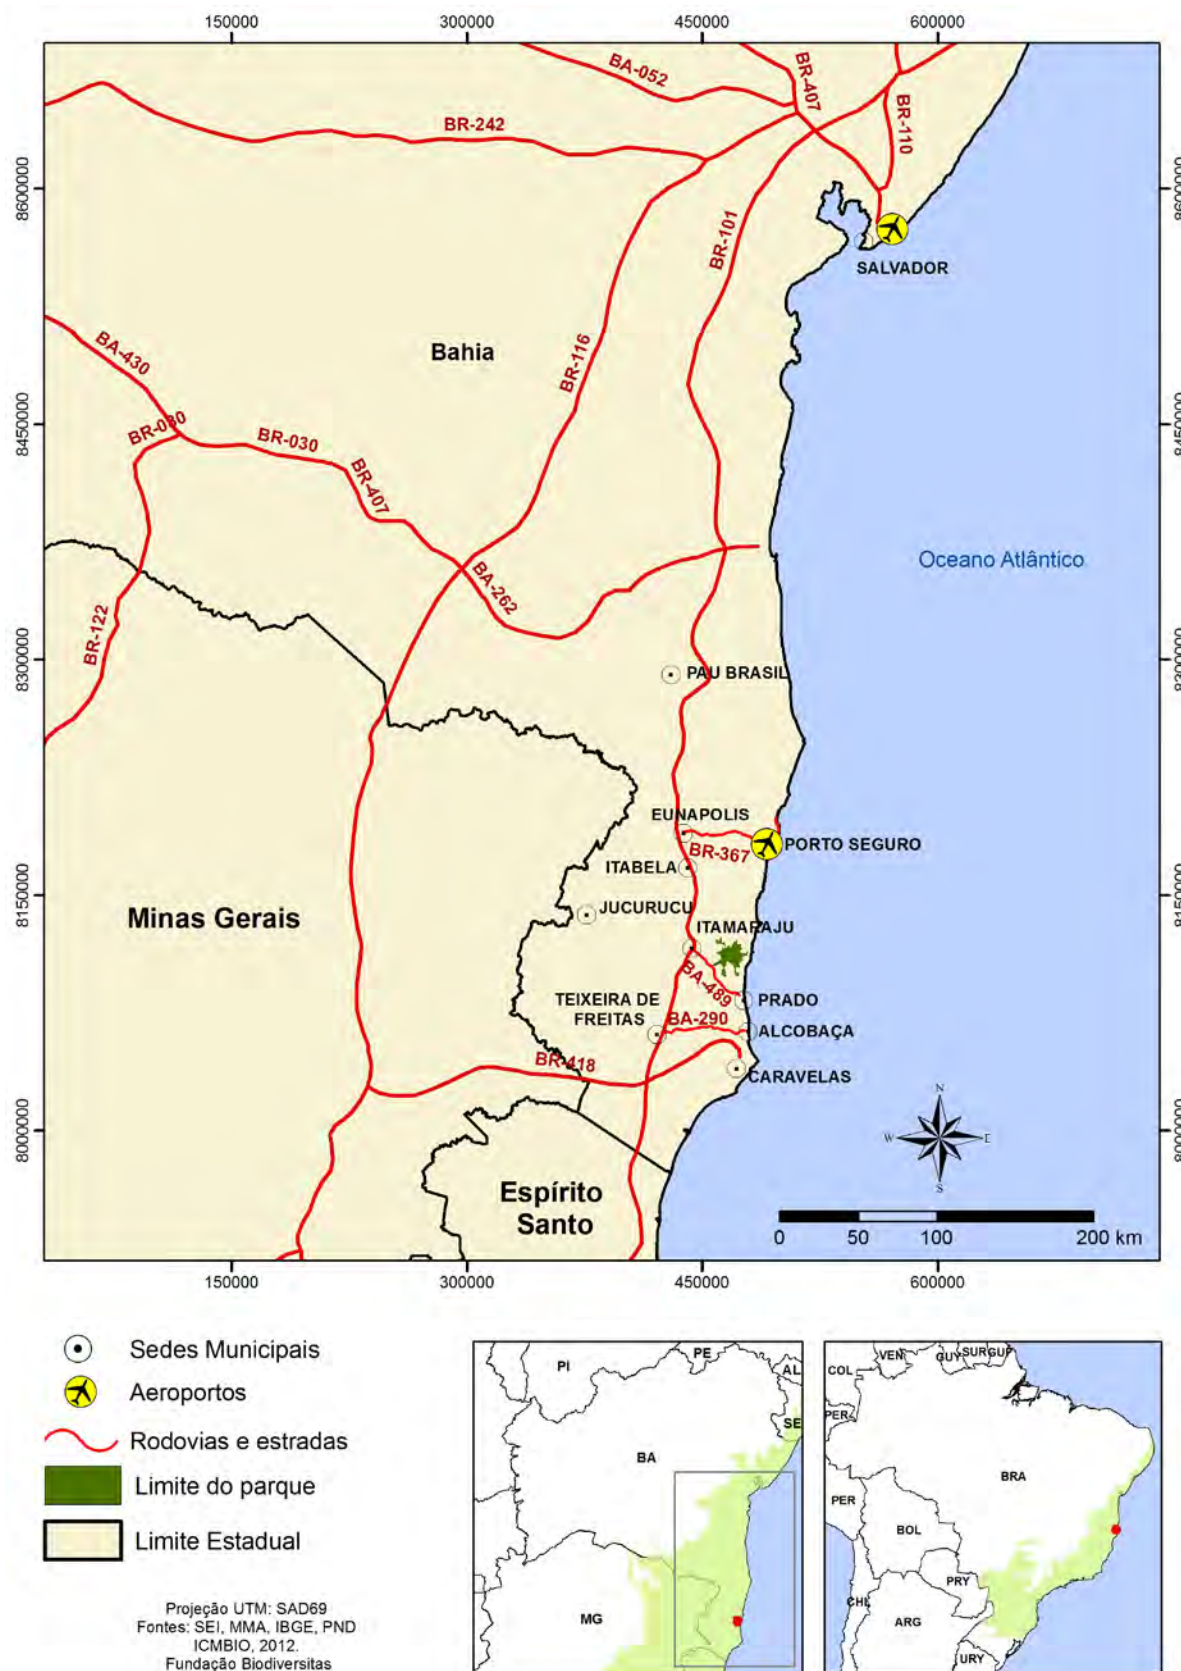 150000
300000
450000
600000
BA-052
BR-407
BR-242
BR-110
8600000
8600000
BR-101
SALVADOR
BA-430
Bahia
BR-116
BR-030
BR-030
8450000
8450000
BR-407
Oceano Atlântico
BA-262
BR-122
8300000
8300000
PAU BRASIL
EUNAPOLIS
PORTO SEGURO
BR-367
ITABELA
8150000
8150000
JUCURUCU
Minas Gerais
ITAMARAJU
BA-489
TEIXEIRA DE
FREITAS
BA-290
PRADO
ALCOBAÇA
BR-418
CARAVELAS
8000000
8000000
N
W
E
S
Espírito
Santo
0
50
100
200 km
150000
300000
450000
600000
Sedes Municipais
Aeroportos
Rodovias e estradas
Limite do parque
Limite Estadual
Projeção UTM: SAD69
Fontes: SEI, MMA, IBGE, PND
ICMBIO, 2012.
Fundação Biodiversitas
PI
PE
AL
SE
BA
MG
COL
VEN
GUY
SUR
GUF
PER
BRA
PER
BOL
PRY
CHL
ARG
URY